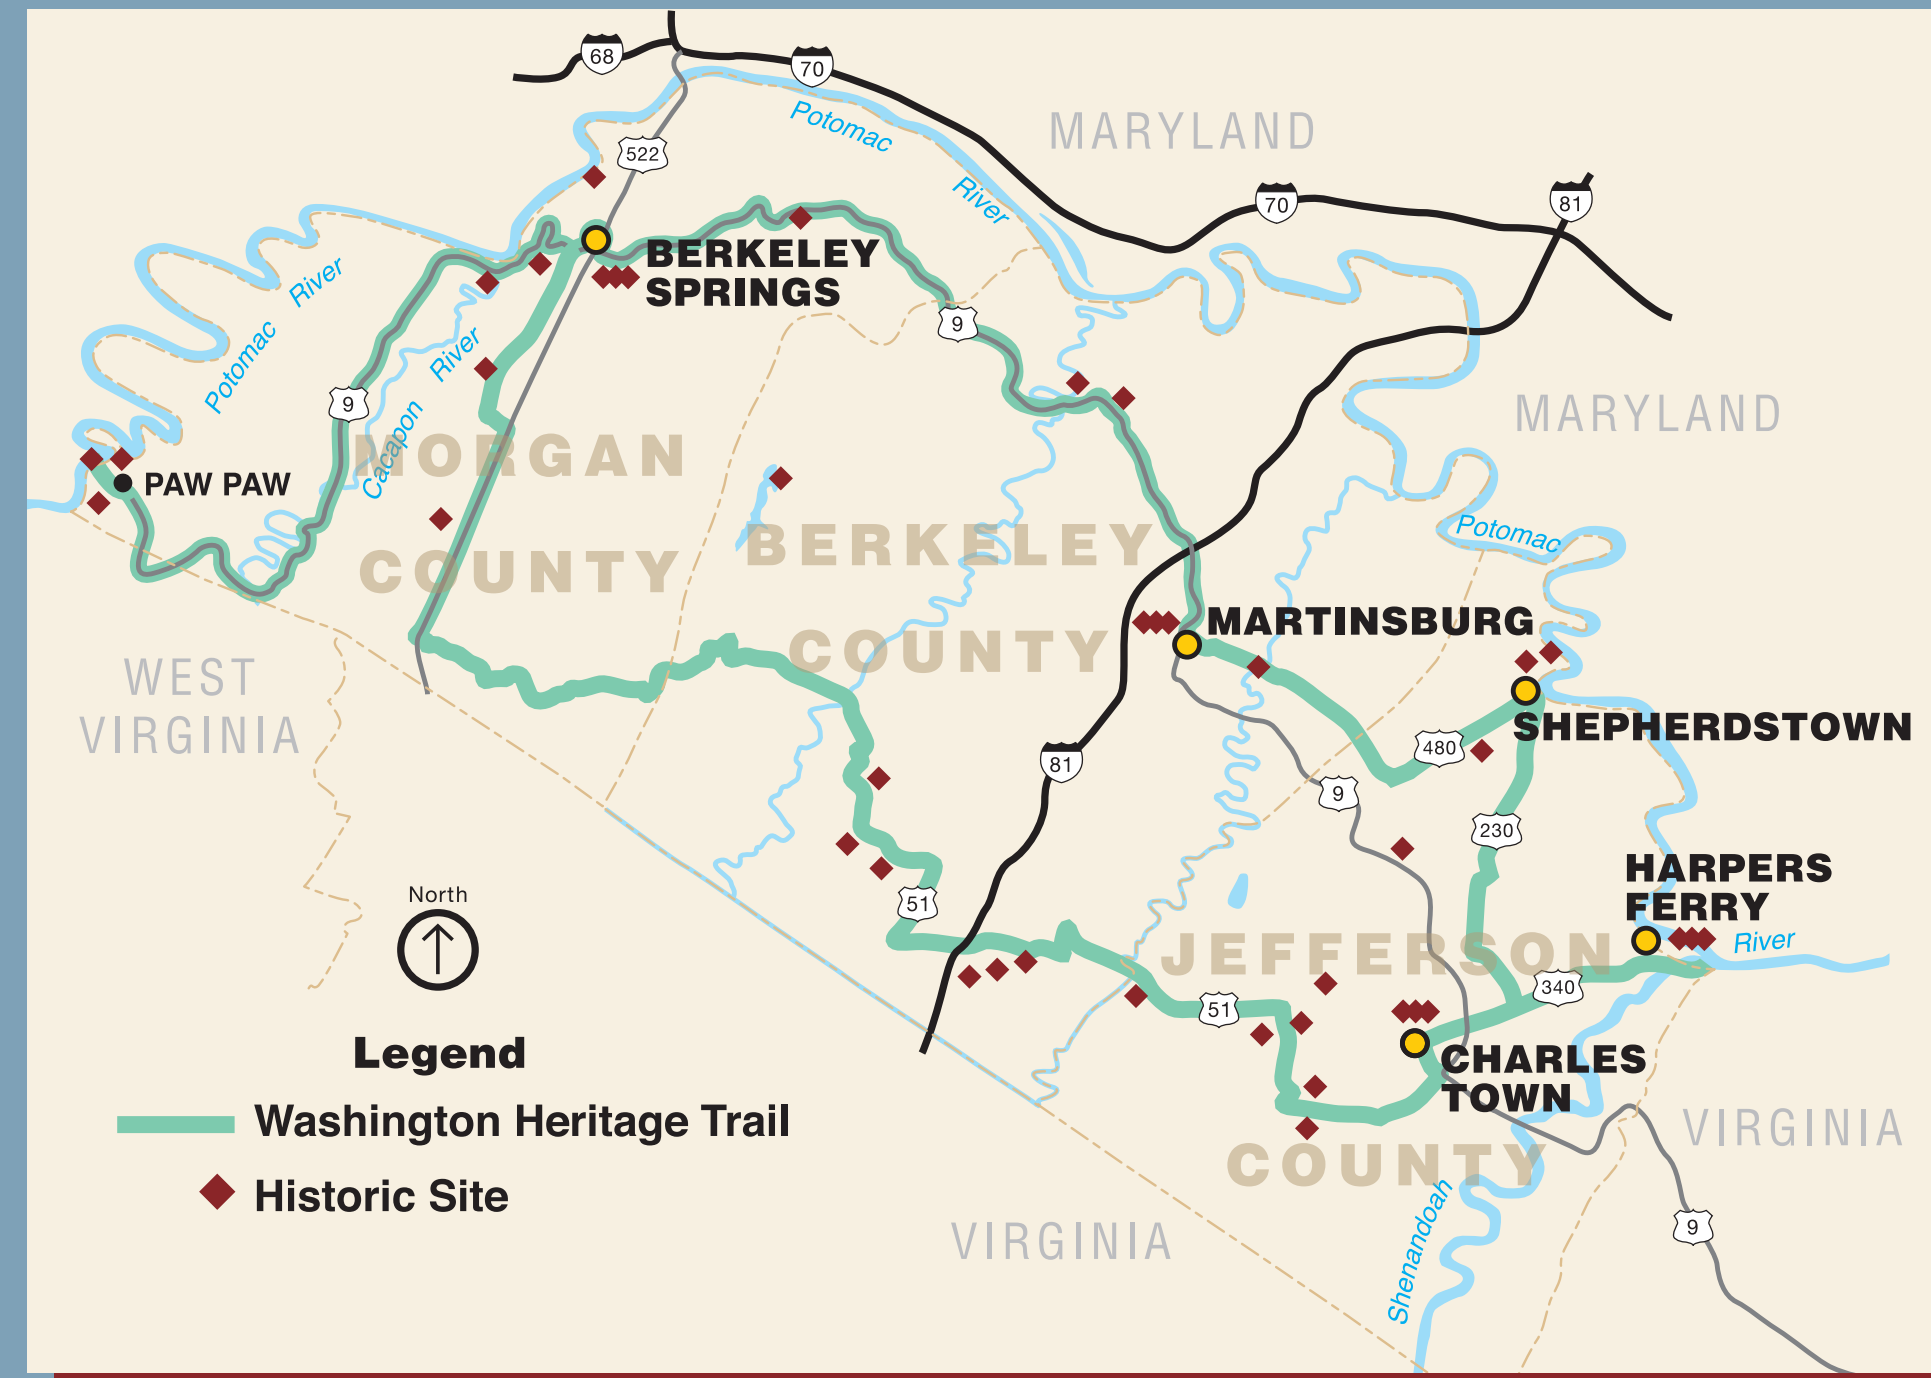 68
70
Potomac
River
MARYLAND
522
70
81
BERKELEY
SPRINGS
Potomac River
9
9
Cacapon River
MARYLAND
MORGAN
COUNTY
PAW PAW
BERKELEY
COUNTY
Potomac
MARTINSBURG
WEST
VIRGINIA
SHEPHERDSTOWN
480
81
9
230
HARPERS
FERRY
River
North
51
JEFFERSON
COUNTY
340
51
CHARLES
TOWN
VIRGINIA
Legend
Washington Heritage Trail
Historic Site
VIRGINIA
Shenandoah
9